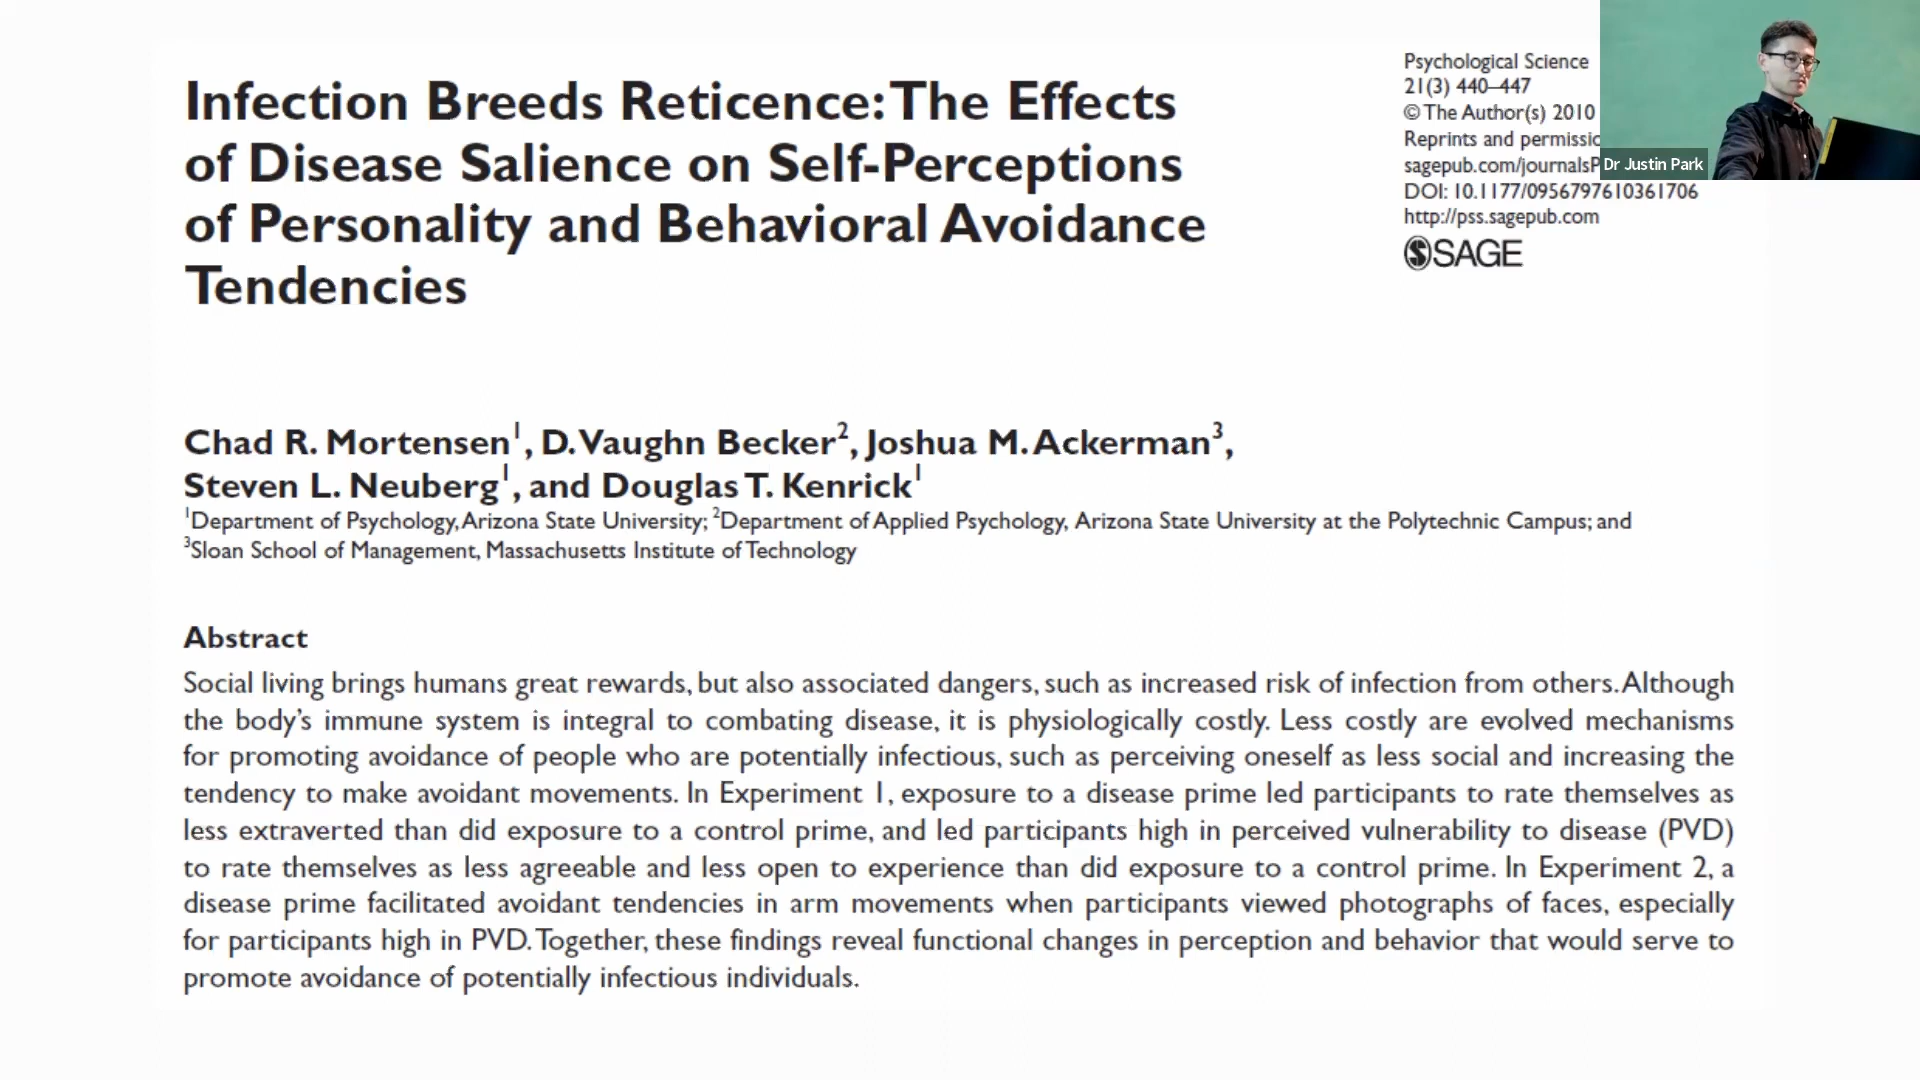 Infection Breeds Reticence: The Effects
of Disease Salience on Self-Perceptions
of Personality and Behavioral Avoidance
Tendencies
Psychological Science
21(3) 440–447
© The Author(s) 2010
Reprints and
sagepub.com/journalsP
DOI: 10.1177/0956797610361706
http://pss.sagepub.com
SSAGE
Dr Justin Park
Chad R. Mortensen1, D. Vaughn Becker2, Joshua M. Ackerman3,
Steven L. Neuberg1, and Douglas T. Kenrick1
1Department of Psychology, Arizona State University; 2Department of Applied Psychology, Arizona State University at the Polytechnic Campus; and
3Sloan School of Management, Massachusetts Institute of Technology
Abstract
Social living brings humans great rewards, but also associated dangers, such as increased risk of infection from others. Although
the body’s immune system is integral to combating disease, it is physiologically costly. Less costly are evolved mechanisms
for promoting avoidance of people who are potentially infectious, such as perceiving oneself as less social and increasing the
tendency to make avoidant movements. In Experiment 1, exposure to a disease prime led participants to rate themselves as
less extraverted than did exposure to a control prime, and led participants high in perceived vulnerability to disease (PVD)
to rate themselves as less agreeable and less open to experience than did exposure to a control prime. In Experiment 2, a
disease prime facilitated avoidant tendencies in arm movements when participants viewed photographs of faces, especially
for participants high in PVD. Together, these findings reveal functional changes in perception and behavior that would serve to
promote avoidance of potentially infectious individuals.